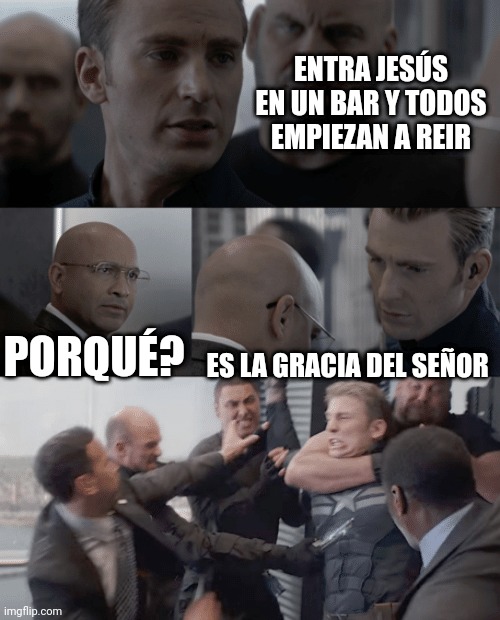 ENTRA JESÚS
EN UN BAR Y TODOS
EMPIEZAN A REIR
PORQUÉ?
ES LA GRACIA DEL SEÑOR
imgflip.com